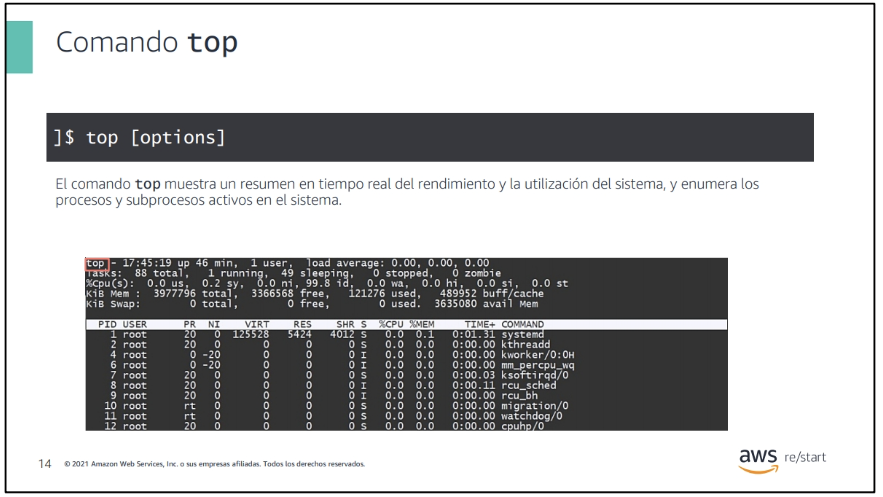 Comando top
]$ top [options]
El comando top muestra un resumen en tiempo real del rendimiento y la utilización del sistema, y enumera los
procesos y subprocesos activos en el sistema.
top - 17:45:19 up 46 min, 1 user, load average: 0.00, 0.00, 0.00
Tasks: 88 total, 1 running, 49 sleeping, 0 stopped, 0 zombie
%Cpu(s): 0.0 us, 0.2 sy, 0.0 ni, 99.8 id, 0.0 wa, 0.0 hi, 0.0 si, 0.0 st
KiB Mem : 3977796 total, 3366568 free, 121276 used, 489952 buff/cache
KiB Swap: 0 total, 0 free, 0 used. 3635080 avail Mem
PID USER PR NI VIRT RES SHR S %CPU %MEM TIME+ COMMAND
1 root 20 0 125528 5424 4012 S 0.0 0.1 0:01.31 systemd
2 root 20 0 0 0 0 S 0.0 0.0 0:00.00 kthreadd
4 root 0 -20 0 0 0 I 0.0 0.0 0:00.00 kworker/0:0H
6 root 0 -20 0 0 0 I 0.0 0.0 0:00.00 mm_percpu_wq
7 root 20 0 0 0 0 S 0.0 0.0 0:00.03 ksoftirqd/0
8 root 20 0 0 0 0 I 0.0 0.0 0:00.11 rcu_sched
9 root 20 0 0 0 0 I 0.0 0.0 0:00.00 rcu_bh
10 root rt 0 0 0 0 S 0.0 0.0 0:00.00 migration/0
11 root rt 0 0 0 0 S 0.0 0.0 0:00.00 watchdog/0
12 root 20 0 0 0 0 S 0.0 0.0 0:00.00 cpuhp/0
14 © 2021 Amazon Web Services, Inc. o sus empresas afiliadas. Todos los derechos reservados.
aws re/start